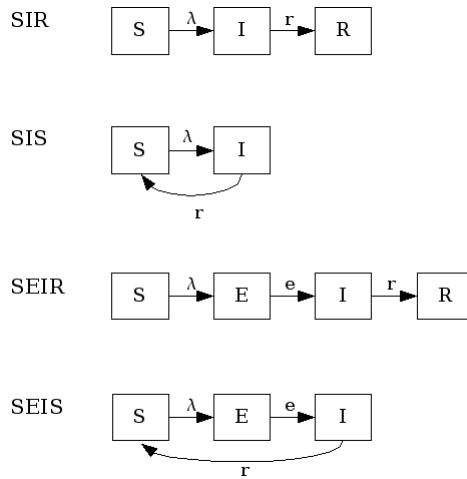 SIR
λ r
S I R
SIS
λ
S I
r
SEIR
λ e r
S E I R
SEIS
λ e
S E I
r